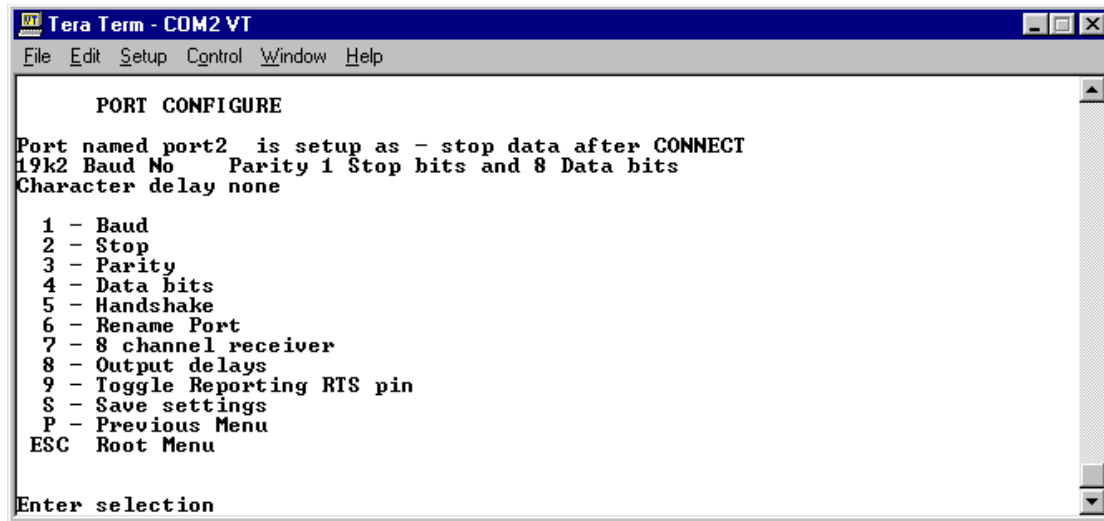 Tera Term - COM2 VT
File Edit Setup Control Window Help
PORT CONFIGURE
Port named port2  is setup as - stop data after CONNECT
19k2 Baud No    Parity 1 Stop bits and 8 Data bits
Character delay none
1 - Baud
2 - Stop
3 - Parity
4 - Data bits
5 - Handshake
6 - Rename Port
7 - 8 channel receiver
8 - Output delays
9 - Toggle Reporting RTS pin
S - Save settings
P - Previous Menu
ESC  Root Menu
Enter selection